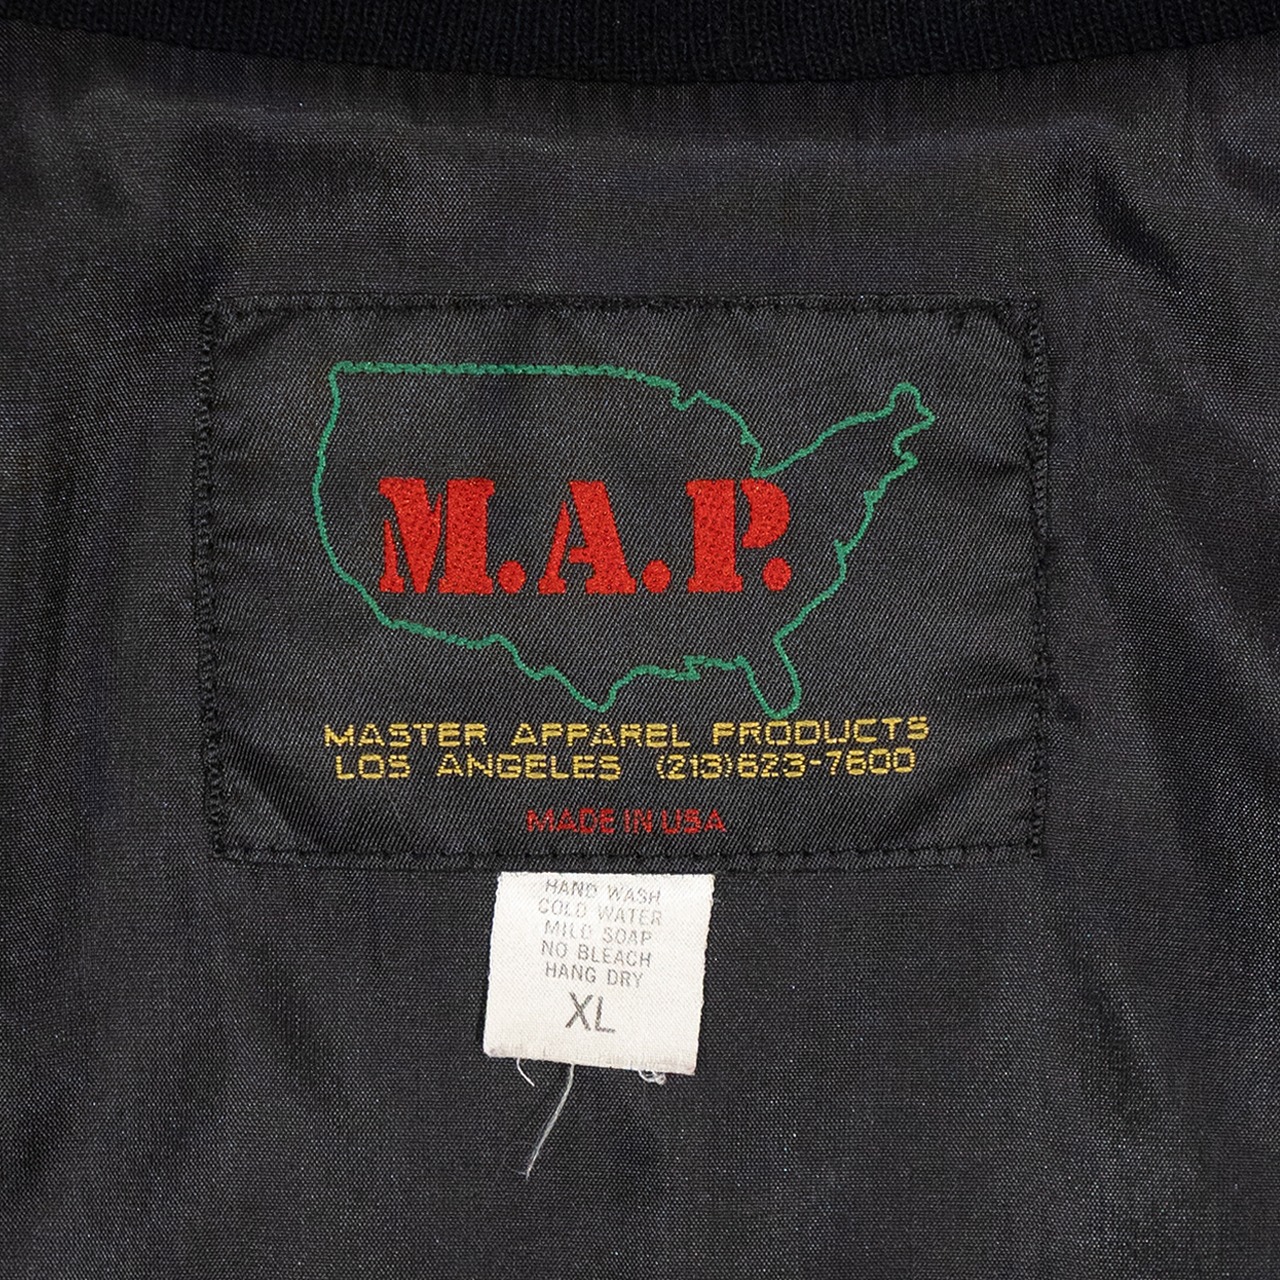 M.A.P.
MASTER APPAREL PRODUCTS
LOS ANGELES (213)623-7600
MADE IN USA
HAND WASH
COLD WATER
MILD SOAP
NO BLEACH
HANG DRY
XL